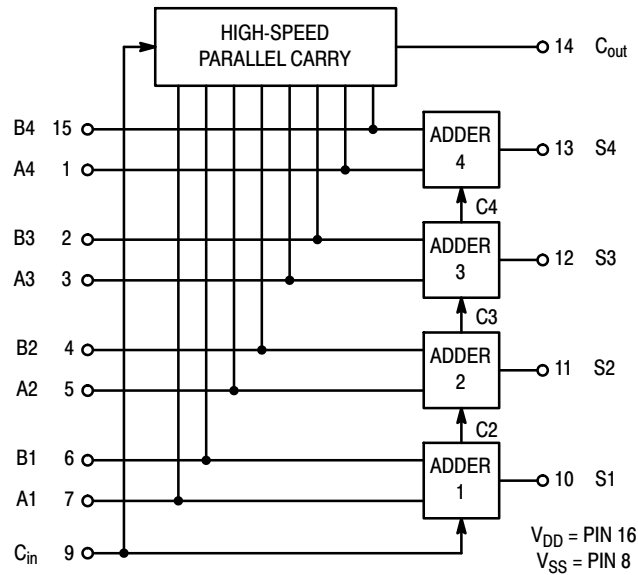 HIGH-SPEED
PARALLEL CARRY
14 Cout
B4 15
A4 1
ADDER
4
13 S4
C4
B3 2
A3 3
ADDER
3
12 S3
C3
B2 4
A2 5
ADDER
2
11 S2
C2
B1 6
A1 7
ADDER
1
10 S1
Cin 9
VDD = PIN 16
VSS = PIN 8